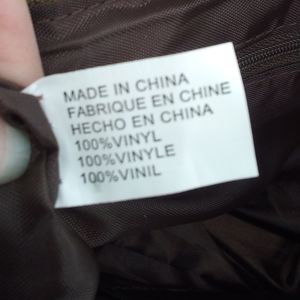 MADE IN CHINA
FABRIQUE EN CHINE
HECHO EN CHINA
100%VINYL
100%VINYLE
100%VINIL